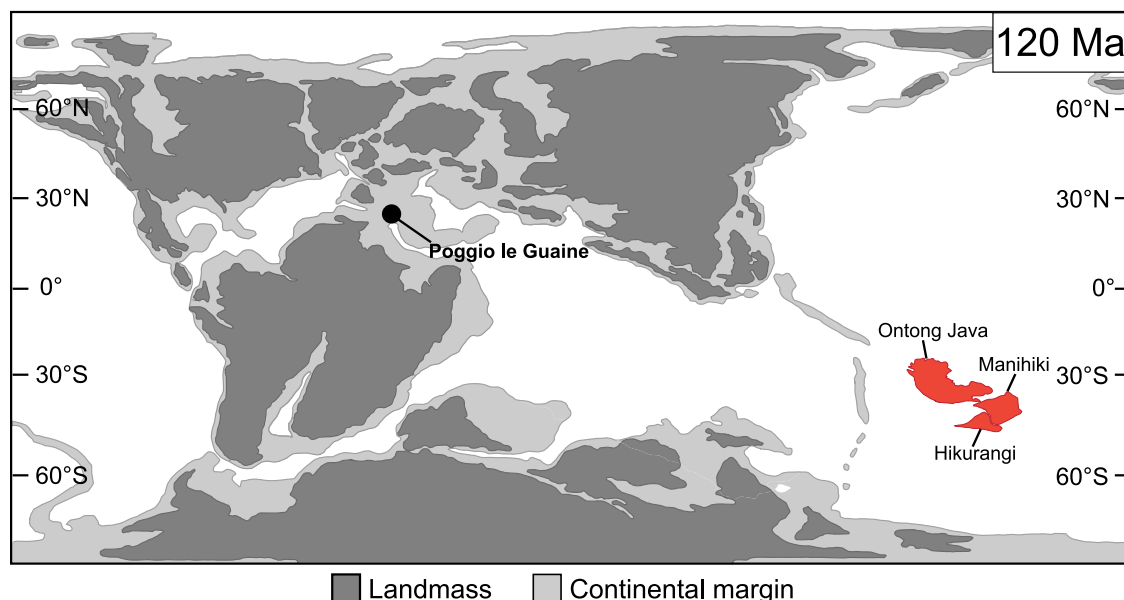 120 Ma
60°N
60°N
30°N
30°N
Poggio le Guaine
0°
0°
Ontong Java
Manihiki
30°S
30°S
Hikurangi
60°S
60°S
Landmass
Continental margin